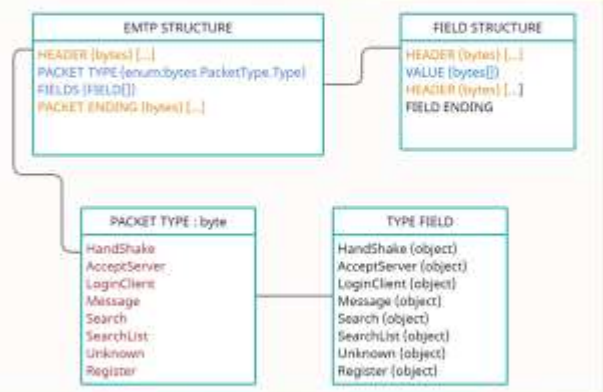 EMTP STRUCTURE
HEADER (bytes) [...]
PACKET TYPE (enum:bytes PacketType.Type)
FIELDS (FIELD[])
PACKET ENDING (bytes) [...]
FIELD STRUCTURE
HEADER (bytes) [...]
VALUE (bytes[])
HEADER (bytes) [...]
FIELD ENDING
PACKET TYPE : byte
HandShake
AcceptServer
LoginClient
Message
Search
SearchList
Unknown
Register
TYPE FIELD
HandShake (object)
AcceptServer (object)
LoginClient (object)
Message (object)
Search (object)
SearchList (object)
Unknown (object)
Register (object)